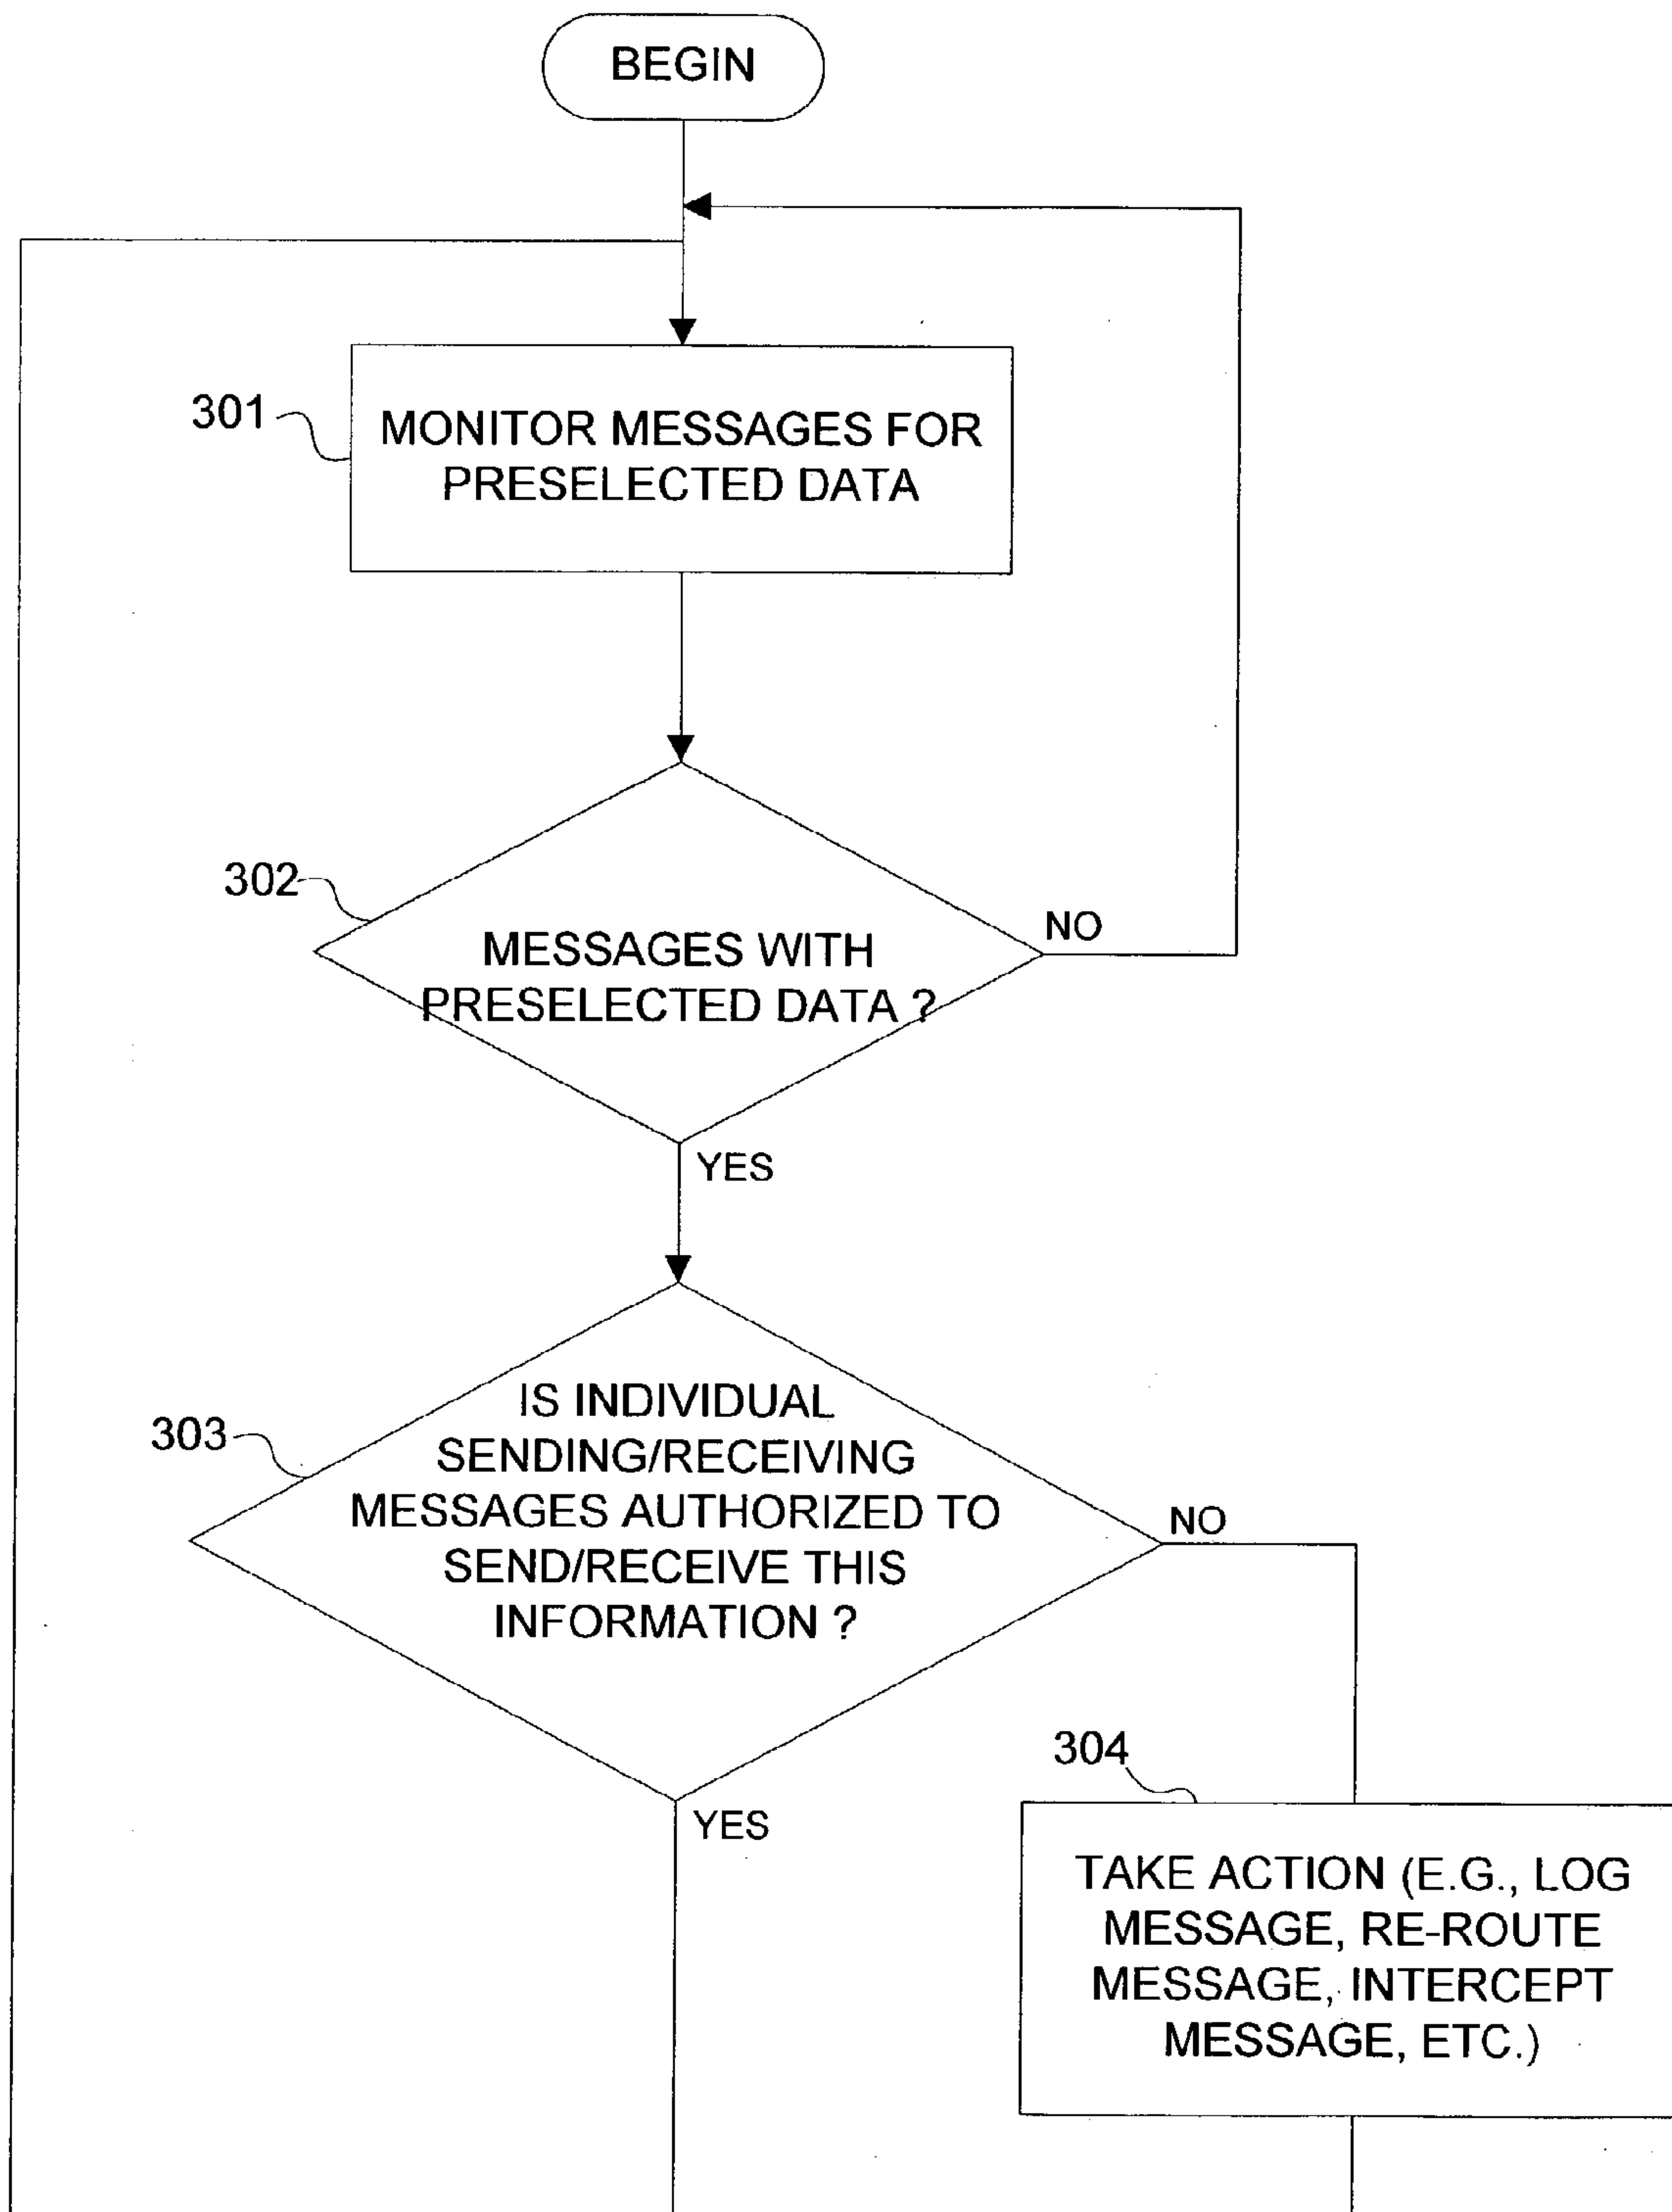 BEGIN
301
MONITOR MESSAGES FOR
PRESELECTED DATA
302
MESSAGES WITH
PRESELECTED DATA ?
NO
YES
303
IS INDIVIDUAL
SENDING/RECEIVING
MESSAGES AUTHORIZED TO
SEND/RECEIVE THIS
INFORMATION ?
NO
YES
304
TAKE ACTION (E.G., LOG
MESSAGE, RE-ROUTE
MESSAGE, INTERCEPT
MESSAGE, ETC.)